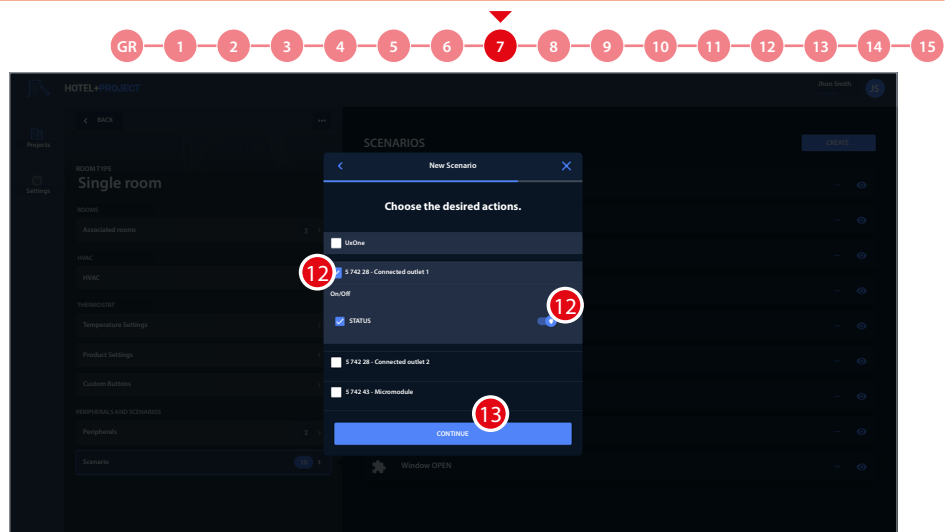 GR 1 2 3 4 5 6 7 8 9 10 11 12 13 14 15
HOTEL+PROJECT
Jhon Smith
JS
BACK
Projects
Settings
SCENARIOS
CREATE
ROOM TYPE
Single room
ROOMS
Associated rooms 2
HVAC
HVAC
THERMOSTAT
Temperature Settings
Product Settings
Custom Buttons
PERIPHERALS AND SCENARIOS
Peripherals 2
Scenario 10
New Scenario
Choose the desired actions.
UxOne
12
5 742 28 - Connected outlet 1
On/Off
12
STATUS
5 742 28 - Connected outlet 2
5 742 43 - Micromodule
13
CONTINUE
Window OPEN